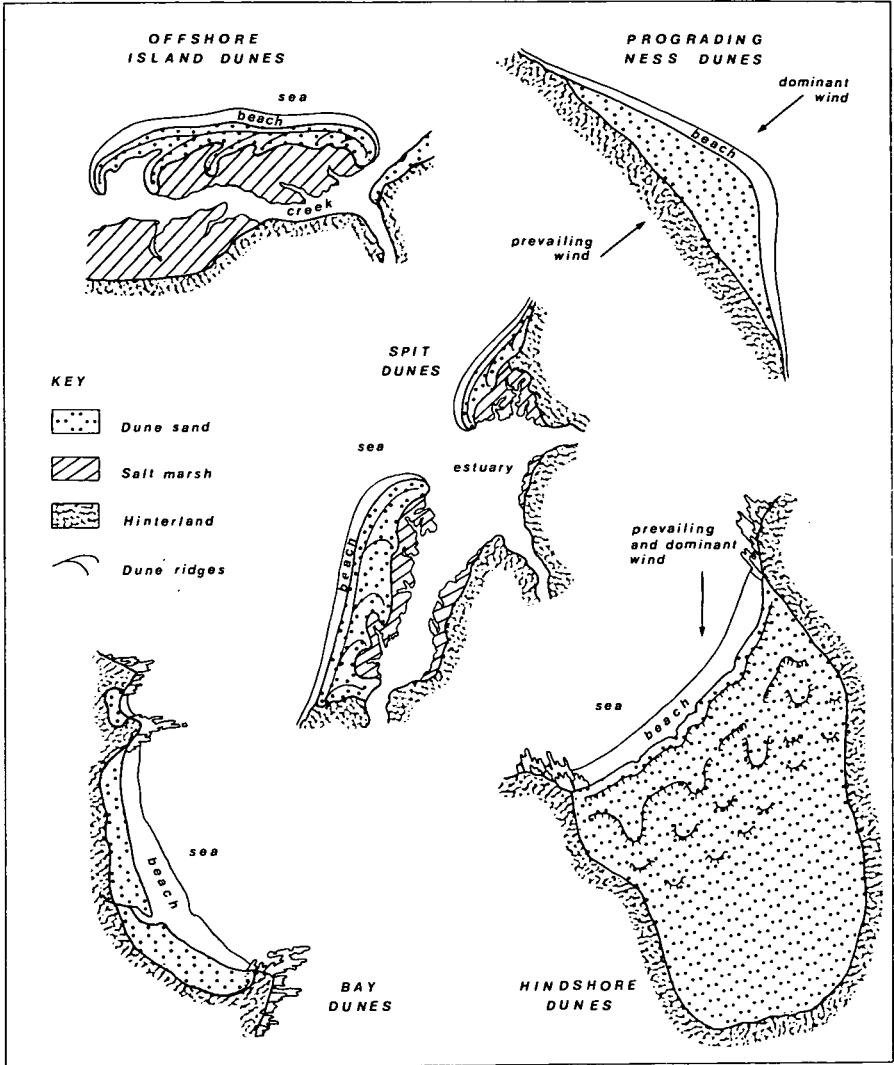 OFFSHORE
ISLAND DUNES
sea
beach
creek
PROGRADING
NESS DUNES
dominant
wind
beach
prevailing
wind
SPIT
DUNES
sea
estuary
beach
KEY
Dune sand
Salt marsh
Hinterland
Dune ridges
prevailing
and dominant
wind
sea
beach
HINDSHORE
DUNES
sea
beach
BAY
DUNES